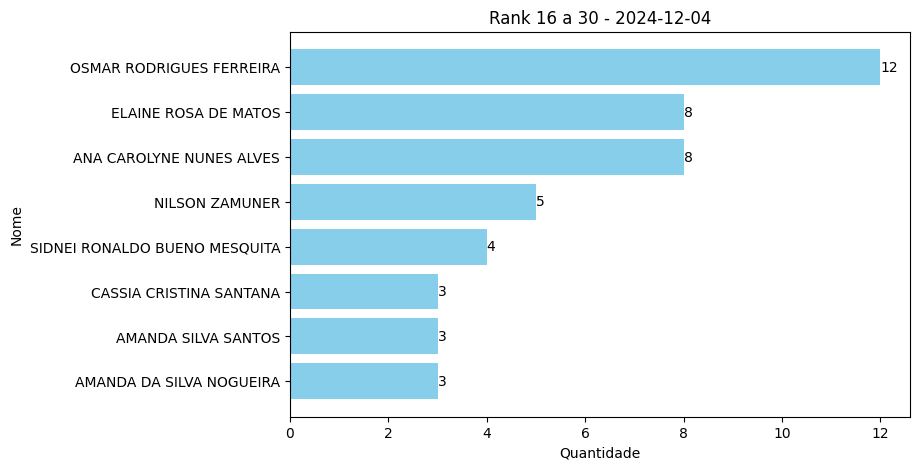 Rank 16 a 30 - 2024-12-04
OSMAR RODRIGUES FERREIRA 12
ELAINE ROSA DE MATOS 8
ANA CAROLYNE NUNES ALVES 8
NILSON ZAMUNER 5
SIDNEI RONALDO BUENO MESQUITA 4
CASSIA CRISTINA SANTANA 3
AMANDA SILVA SANTOS 3
AMANDA DA SILVA NOGUEIRA 3
Nome
0 2 4 6 8 10 12
Quantidade